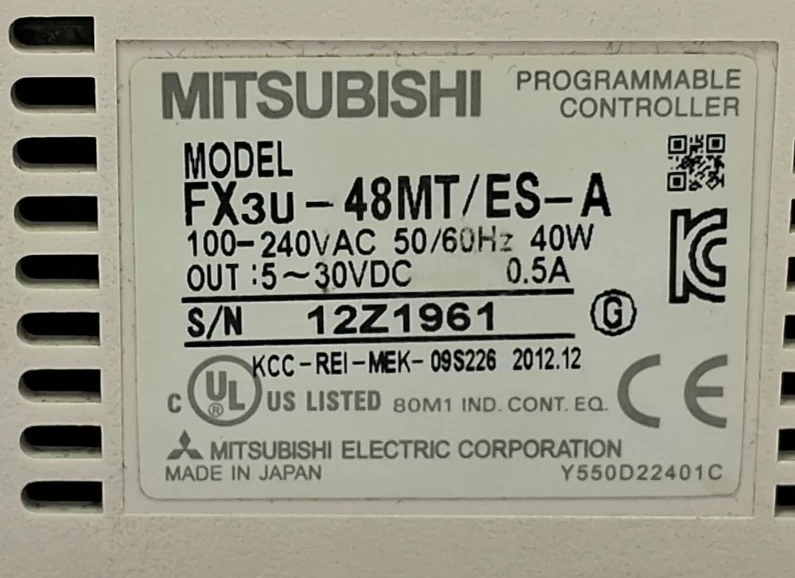 MITSUBISHI PROGRAMMABLE
CONTROLLER
MODEL
FX3U-48MT/ES-A
100-240VAC 50/60Hz 40W
OUT:5~30VDC 0.5A
S/N 12Z1961 G
KCC-REI-MEK-09S226 2012.12
C UL ® US LISTED 80M1 IND. CONT. EQ. CE
MITSUBISHI ELECTRIC CORPORATION
MADE IN JAPAN Y550D22401C